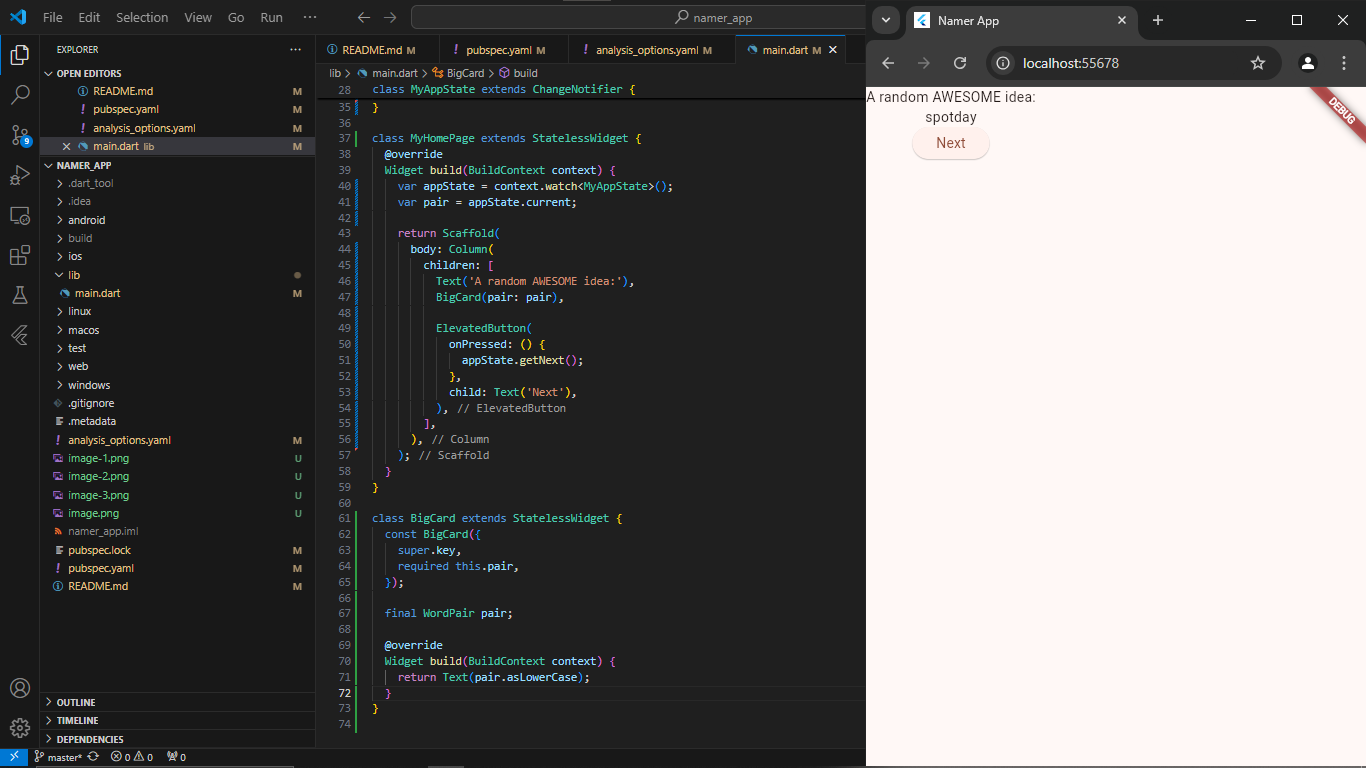 File Edit Selection View Go Run ··· namer_app
EXPLORER ···
OPEN EDITORS
README.md M
pubspec.yaml M
analysis_options.yaml M
main.dart lib M
NAMER_APP
.dart_tool
.idea
android
build
ios
lib
main.dart M
linux
macos
test
web
windows
.gitignore
.metadata
analysis_options.yaml M
image-1.png U
image-2.png U
image-3.png U
image.png U
namer_app.iml
pubspec.lock M
pubspec.yaml M
README.md M
OUTLINE
TIMELINE
DEPENDENCIES
9
README.md M pubspec.yaml M analysis_options.yaml M main.dart M
lib > main.dart > BigCard > build
28 class MyAppState extends ChangeNotifier {
35 }
36
37 class MyHomePage extends StatelessWidget {
38 @override
39 Widget build(BuildContext context) {
40 var appState = context.watch<MyAppState>();
41 var pair = appState.current;
42
43 return Scaffold(
44 body: Column(
45 children: [
46 Text('A random AWESOME idea:'),
47 BigCard(pair: pair),
48
49 ElevatedButton(
50 onPressed: () {
51 appState.getNext();
52 },
53 child: Text('Next'),
54 ), // ElevatedButton
55 ],
56 ), // Column
57 ); // Scaffold
58 }
59 }
60
61 class BigCard extends StatelessWidget {
62 const BigCard({
63 super.key,
64 required this.pair,
65 });
66
67 final WordPair pair;
68
69 @override
70 Widget build(BuildContext context) {
71 return Text(pair.asLowerCase);
72 }
73 }
74
master* 0 0 0
Namer App
localhost:55678
A random AWESOME idea:
spotday
Next
DEBUG